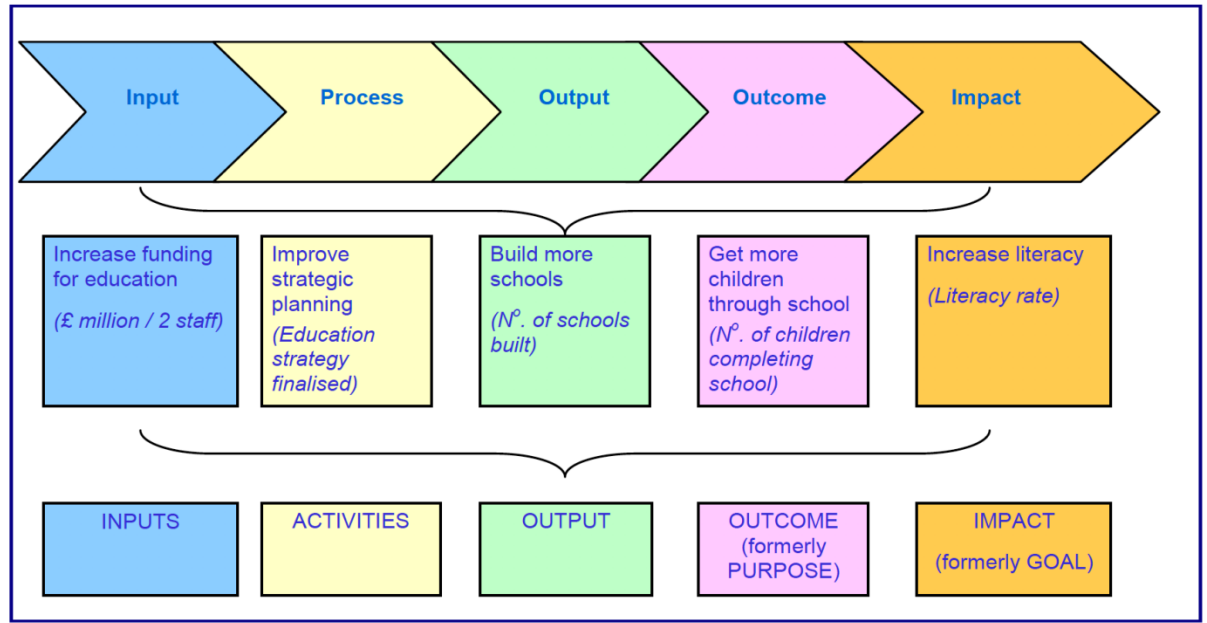 Input
Process
Output
Outcome
Impact
Increase funding
for education
(£ million / 2 staff)
Improve
strategic
planning
(Education
strategy
finalised)
Build more
schools
(Nº. of schools
built)
Get more
children
through school
(Nº. of children
completing
school)
Increase literacy
(Literacy rate)
INPUTS
ACTIVITIES
OUTPUT
OUTCOME
(formerly
PURPOSE)
IMPACT
(formerly GOAL)